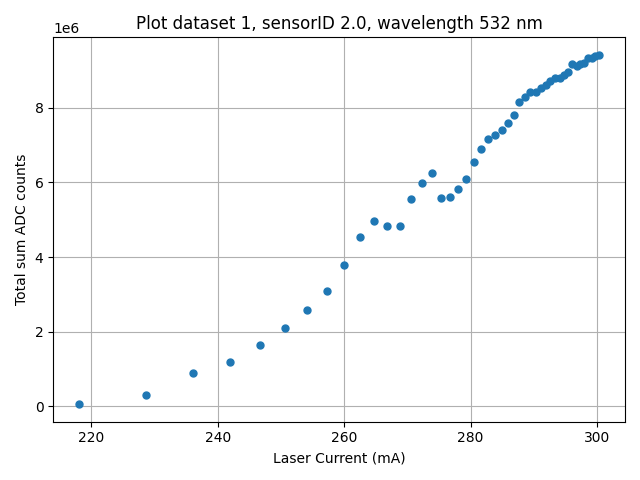 Plot dataset 1, sensorID 2.0, wavelength 532 nm
1e6
8
6
4
2
0
Total sum ADC counts
220 240 260 280 300
Laser Current (mA)